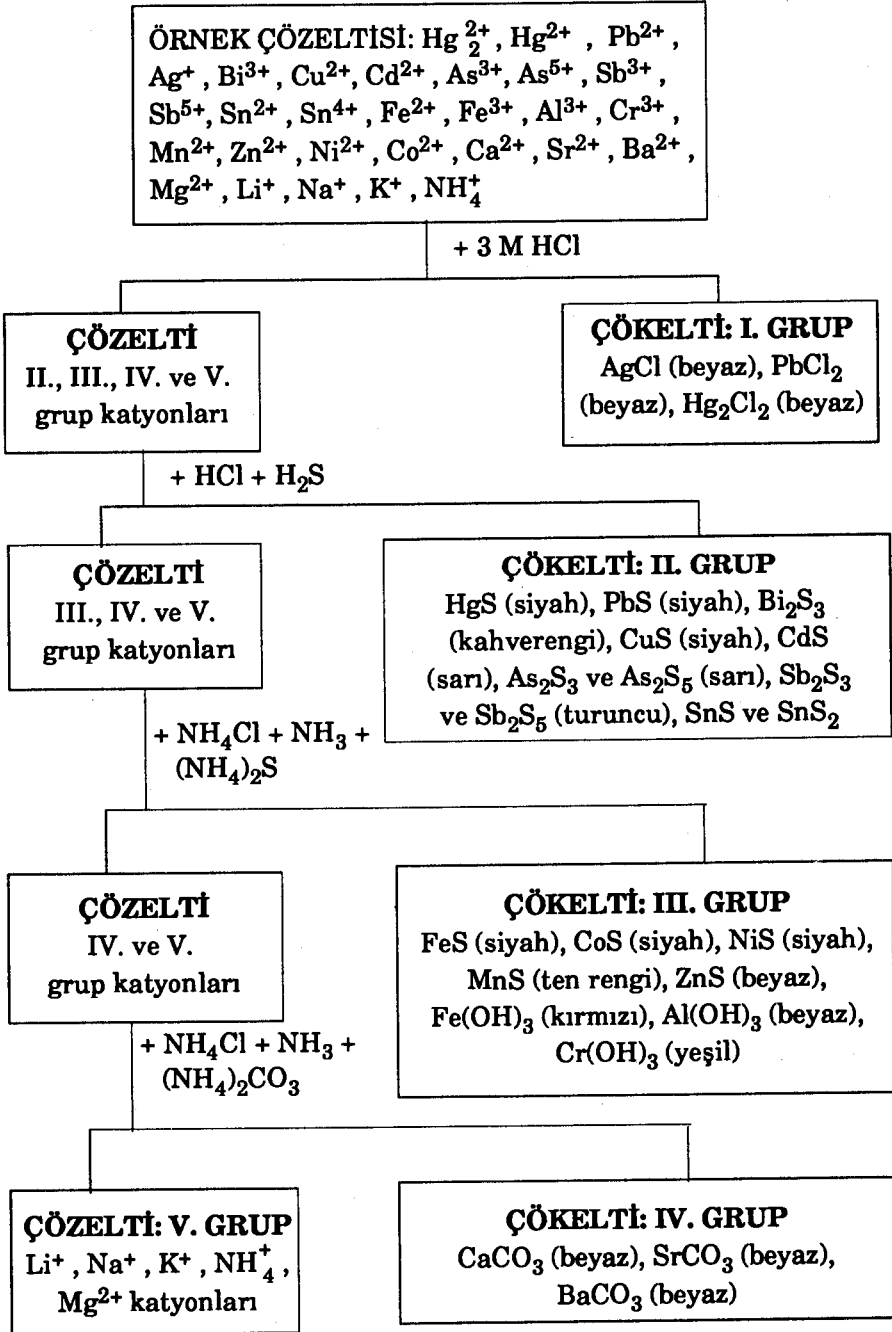 ÖRNEK ÇÖZELTİSİ: Hg₂²⁺, Hg²⁺ , Pb²⁺ ,
Ag⁺ , Bi³⁺ , Cu²⁺, Cd²⁺ , As³⁺, As⁵⁺ , Sb³⁺ ,
Sb⁵⁺, Sn²⁺ , Sn⁴⁺ , Fe²⁺ , Fe³⁺ , Al³⁺ , Cr³⁺ ,
Mn²⁺, Zn²⁺ , Ni²⁺ , Co²⁺ , Ca²⁺ , Sr²⁺ , Ba²⁺ ,
Mg²⁺ , Li⁺ , Na⁺ , K⁺ , NH₄⁺
+ 3 M HCl
ÇÖZELTİ
II., III., IV. ve V.
grup katyonları
ÇÖKELTİ: I. GRUP
AgCl (beyaz), PbCl₂
(beyaz), Hg₂Cl₂ (beyaz)
+ HCl + H₂S
ÇÖZELTİ
III., IV. ve V.
grup katyonları
ÇÖKELTİ: II. GRUP
HgS (siyah), PbS (siyah), Bi₂S₃
(kahverengi), CuS (siyah), CdS
(sarı), As₂S₃ ve As₂S₅ (sarı), Sb₂S₃
ve Sb₂S₅ (turuncu), SnS ve SnS₂
+ NH₄Cl + NH₃ +
(NH₄)₂S
ÇÖZELTİ
IV. ve V.
grup katyonları
ÇÖKELTİ: III. GRUP
FeS (siyah), CoS (siyah), NiS (siyah),
MnS (ten rengi), ZnS (beyaz),
Fe(OH)₃ (kırmızı), Al(OH)₃ (beyaz),
Cr(OH)₃ (yeşil)
+ NH₄Cl + NH₃ +
(NH₄)₂CO₃
ÇÖZELTİ: V. GRUP
Li⁺ , Na⁺ , K⁺ , NH₄⁺ ,
Mg²⁺ katyonları
ÇÖKELTİ: IV. GRUP
CaCO₃ (beyaz), SrCO₃ (beyaz),
BaCO₃ (beyaz)